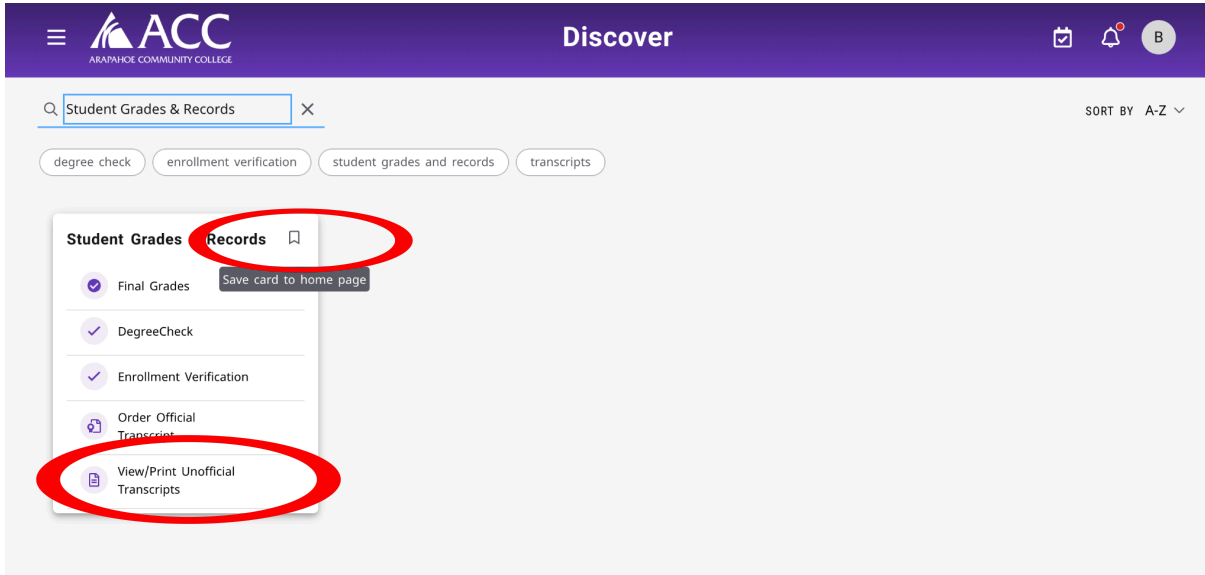 ACC
ARAPAHOE COMMUNITY COLLEGE
Discover
B
Student Grades & Records
SORT BY A-Z
degree check
enrollment verification
student grades and records
transcripts
Student Grades Records
Save card to home page
Final Grades
DegreeCheck
Enrollment Verification
Order Official
Transcript
View/Print Unofficial
Transcripts